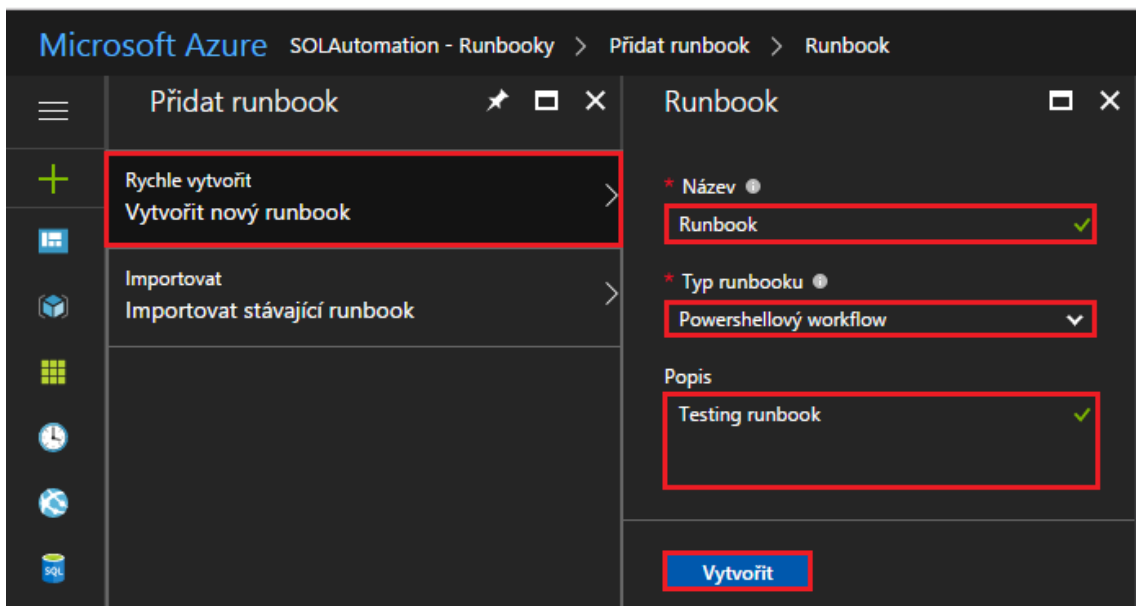 Microsoft Azure SOLAutomation - Runbooky > Přidat runbook > Runbook
Přidat runbook
Rychle vytvořit
Vytvořit nový runbook
Importovat
Importovat stávající runbook
Runbook
* Název
Runbook
* Typ runbooku
Powershellový workflow
Popis
Testing runbook
Vytvořit
SQL